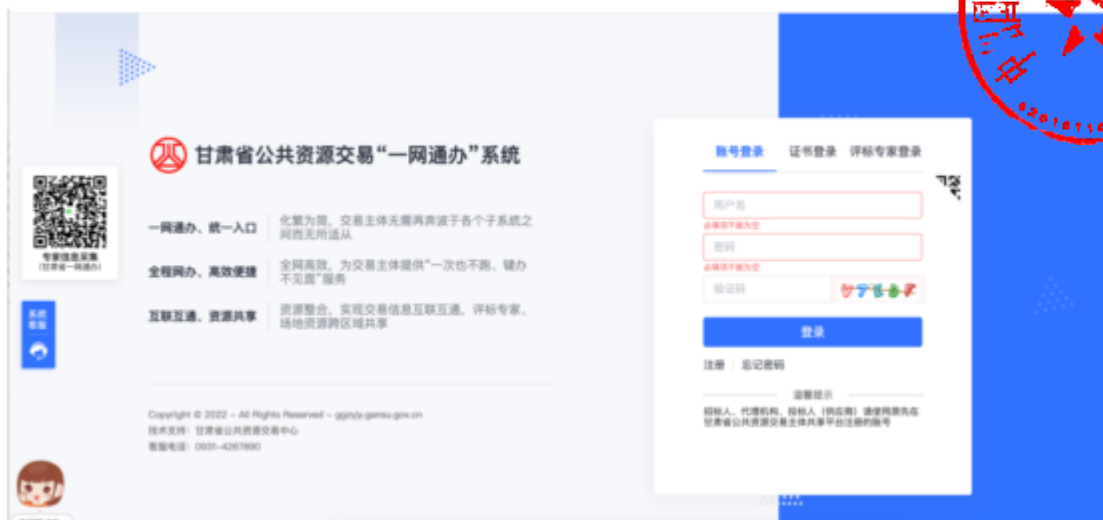 甘肃省公共资源交易“一网通办”系统
专家信息采集
(甘肃省一网通办)
一网通办、统一入口
化繁为简，交易主体无需再奔波于各个子系统之
间而无所适从
全程网办、高效便捷
全网高效，为交易主体提供“一次也不跑、键办
不见面”服务
互联互通、资源共享
资源整合，实现交易信息互联互通，评标专家、
场地资源跨区域共享
系统
客服
Copyright © 2022 – All Rights Reserved – ggzyjy.gansu.gov.cn
技术支持：甘肃省公共资源交易中心
客服电话：0931-4267890
账号登录 证书登录 评标专家登录
用户名
必填项不能为空
密码
必填项不能为空
验证码
登录
注册 忘记密码
温馨提示
招标人、代理机构、投标人（供应商）请使用原先在
甘肃省公共资源交易主体共享平台注册的账号